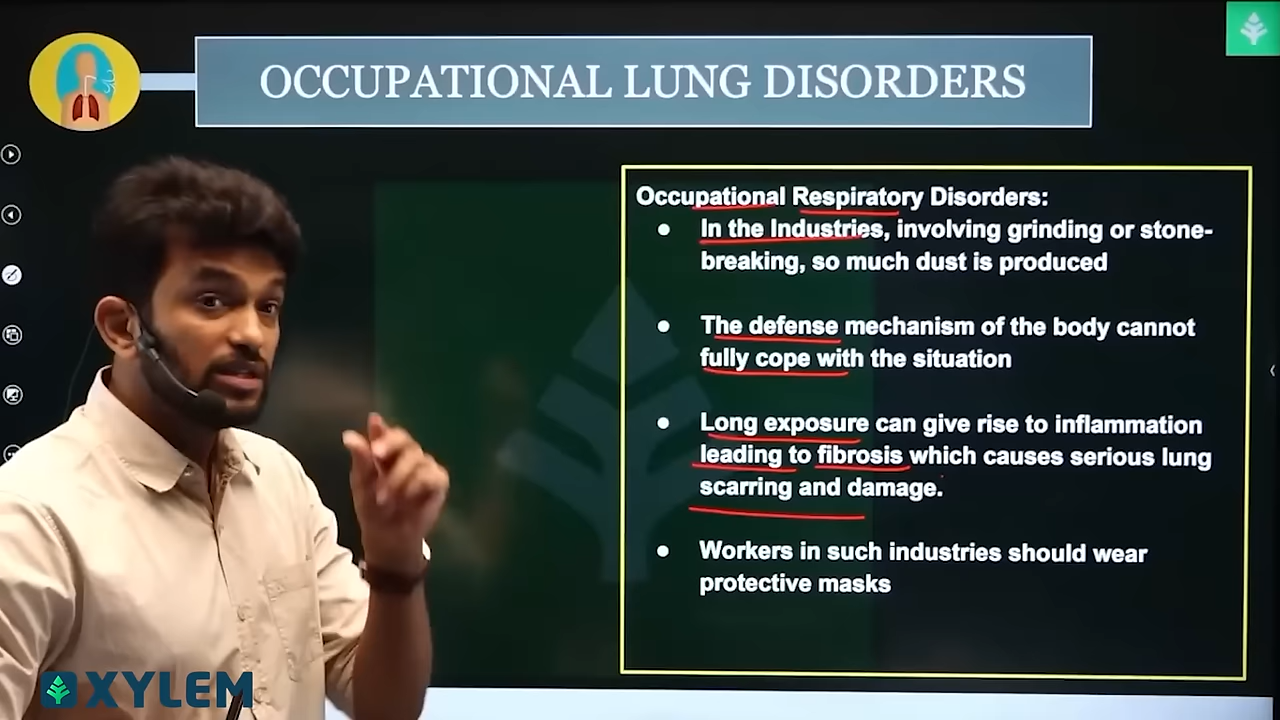 OCCUPATIONAL LUNG DISORDERS
Occupational Respiratory Disorders:
● In the Industries, involving grinding or stone-
breaking, so much dust is produced
● The defense mechanism of the body cannot
fully cope with the situation
● Long exposure can give rise to inflammation
leading to fibrosis which causes serious lung
scarring and damage.
● Workers in such industries should wear
protective masks
XYLEM